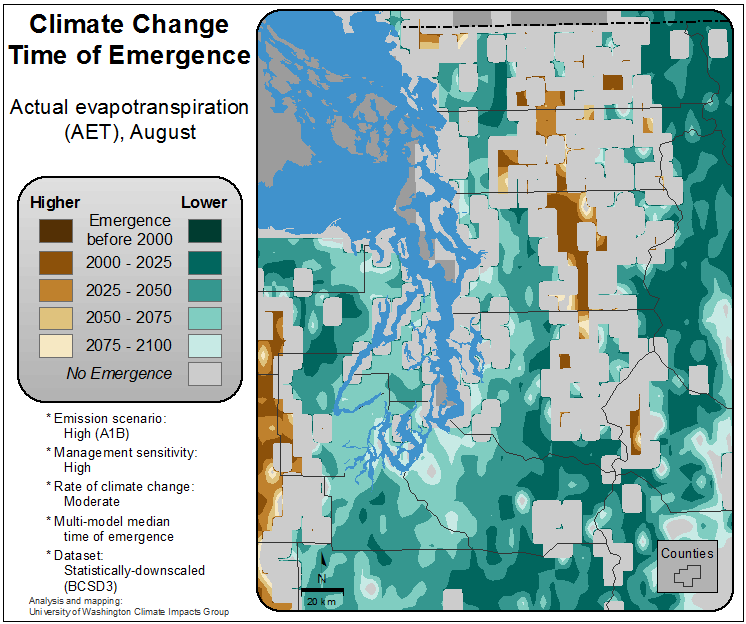 Climate Change
Time of Emergence
Actual evapotranspiration
(AET), August
Higher
Lower
Emergence
before 2000
2000 - 2025
2025 - 2050
2050 - 2075
2075 - 2100
No Emergence
* Emission scenario:
High (A1B)
* Management sensitivity:
High
* Rate of climate change:
Moderate
* Multi-model median
time of emergence
* Dataset:
Statistically-downscaled
(BCSD3)
Analysis and mapping:
University of Washington Climate Impacts Group
N
20 km
Counties